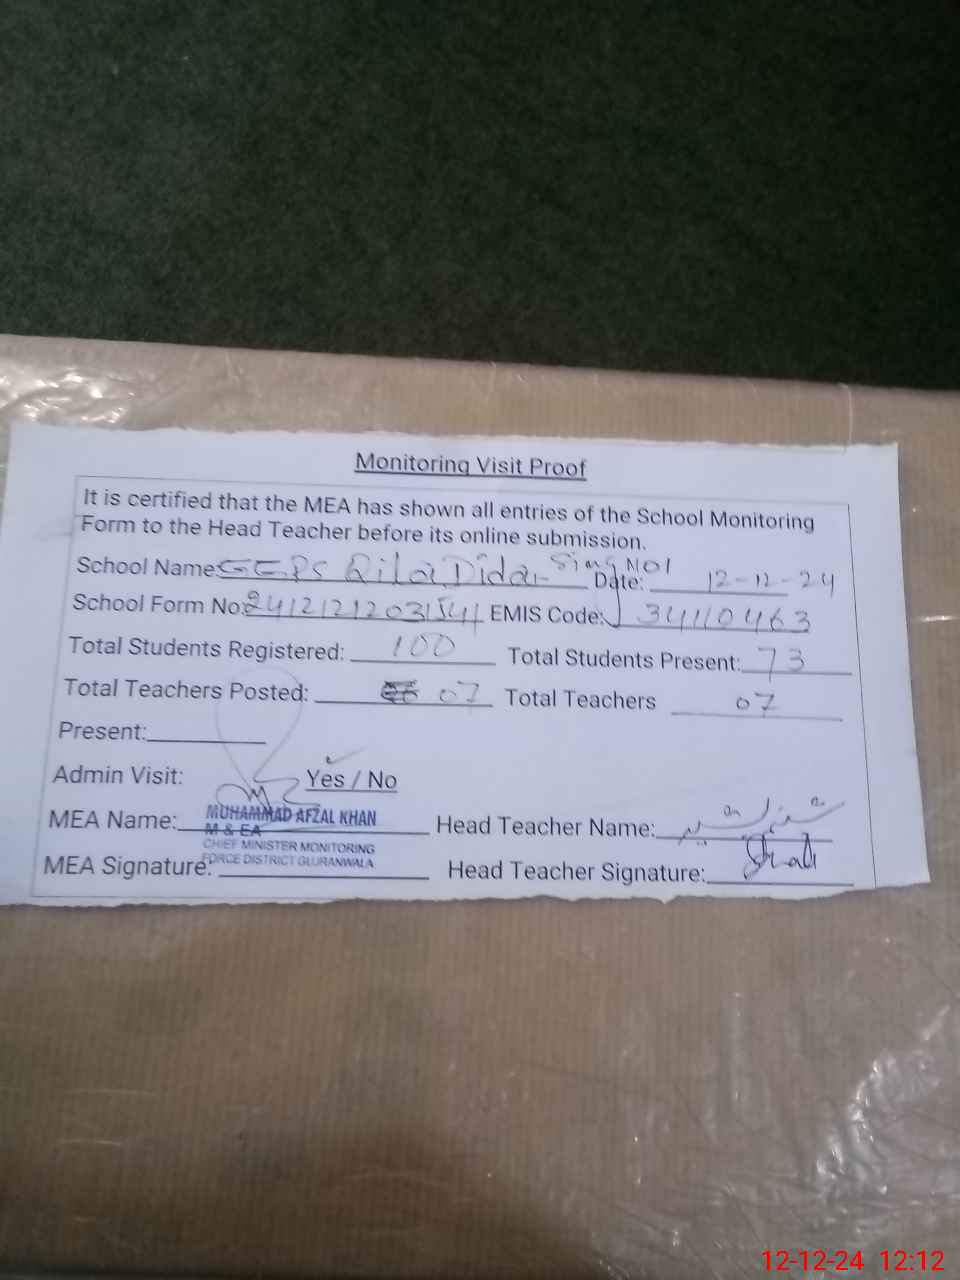 Monitoring Visit Proof
It is certified that the MEA has shown all entries of the School Monitoring
Form to the Head Teacher before its online submission.
School Name: GEPS Qila Didar Sing NO1 Date: 12-12-24
School Form No: EMIS Code: 34110463
Total Students Registered: 100 Total Students Present: 73
Total Teachers Posted: 07 Total Teachers 07
Present:
Admin Visit: Yes / No
MEA Name: MUHAMMAD AFZAL KHAN Head Teacher Name:
M & EA
CHIEF MINISTER MONITORING
FORCE DISTRICT GUJRANWALA
MEA Signature: Head Teacher Signature:
12-12-24 12:12